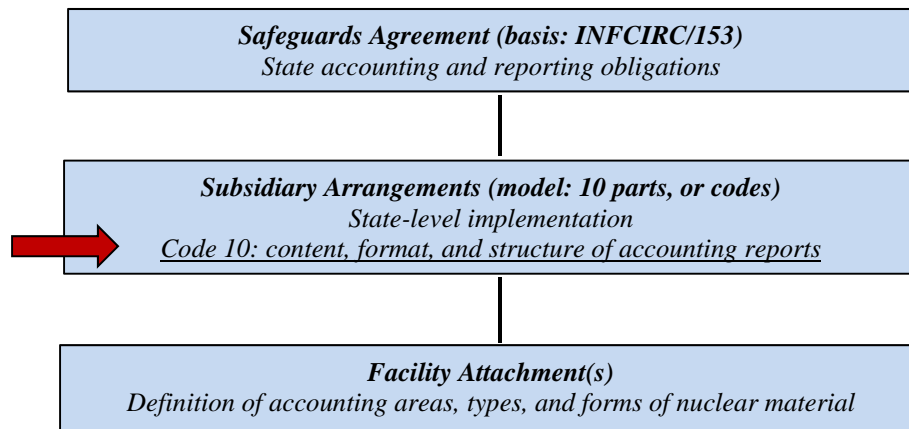 Safeguards Agreement (basis: INFCIRC/153)
State accounting and reporting obligations
Subsidiary Arrangements (model: 10 parts, or codes)
State-level implementation
Code 10: content, format, and structure of accounting reports
Facility Attachment(s)
Definition of accounting areas, types, and forms of nuclear material